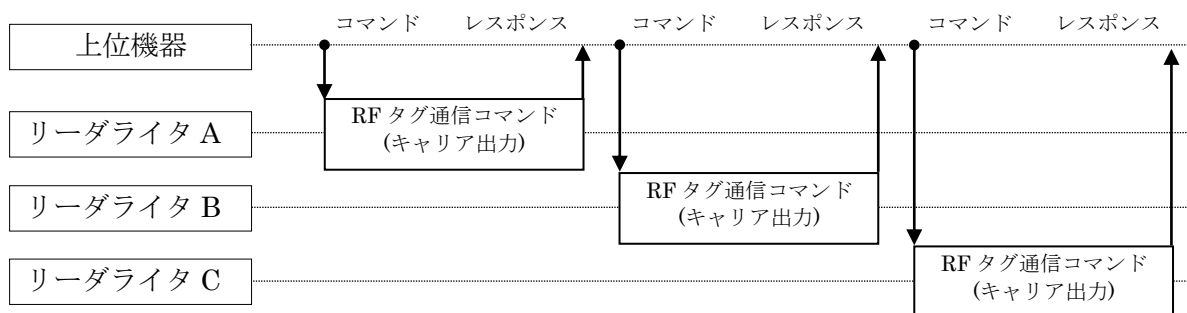 コマンド レスポンス コマンド レスポンス コマンド レスポンス
上位機器
RF タグ通信コマンド
(キャリア出力)
リーダライタ A
RF タグ通信コマンド
(キャリア出力)
リーダライタ B
RF タグ通信コマンド
(キャリア出力)
リーダライタ C